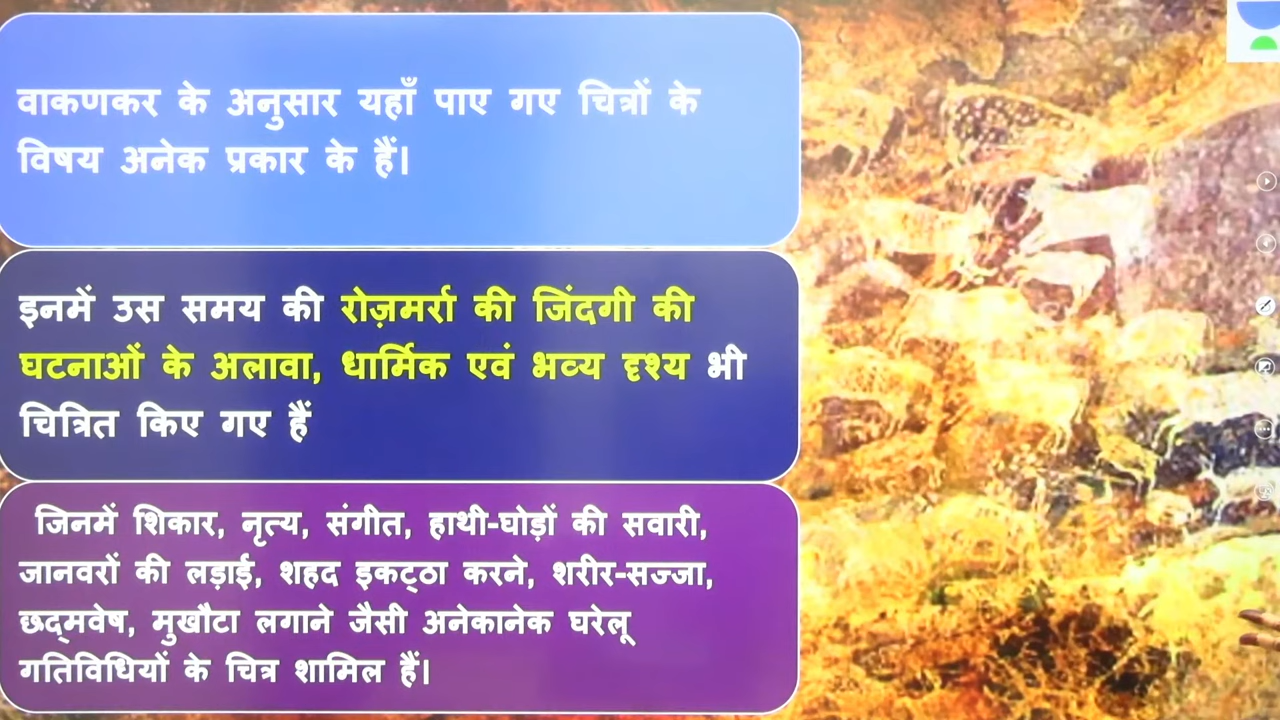 वाकणकर के अनुसार यहाँ पाए गए चित्रों के
विषय अनेक प्रकार के हैं।
इनमें उस समय की रोज़मर्रा की जिंदगी की
घटनाओं के अलावा, धार्मिक एवं भव्य दृश्य भी
चित्रित किए गए हैं
जिनमें शिकार, नृत्य, संगीत, हाथी-घोड़ों की सवारी,
जानवरों की लड़ाई, शहद इकट्ठा करने, शरीर-सज्जा,
छद्मवेष, मुखौटा लगाने जैसी अनेकानेक घरेलू
गतिविधियों के चित्र शामिल हैं।